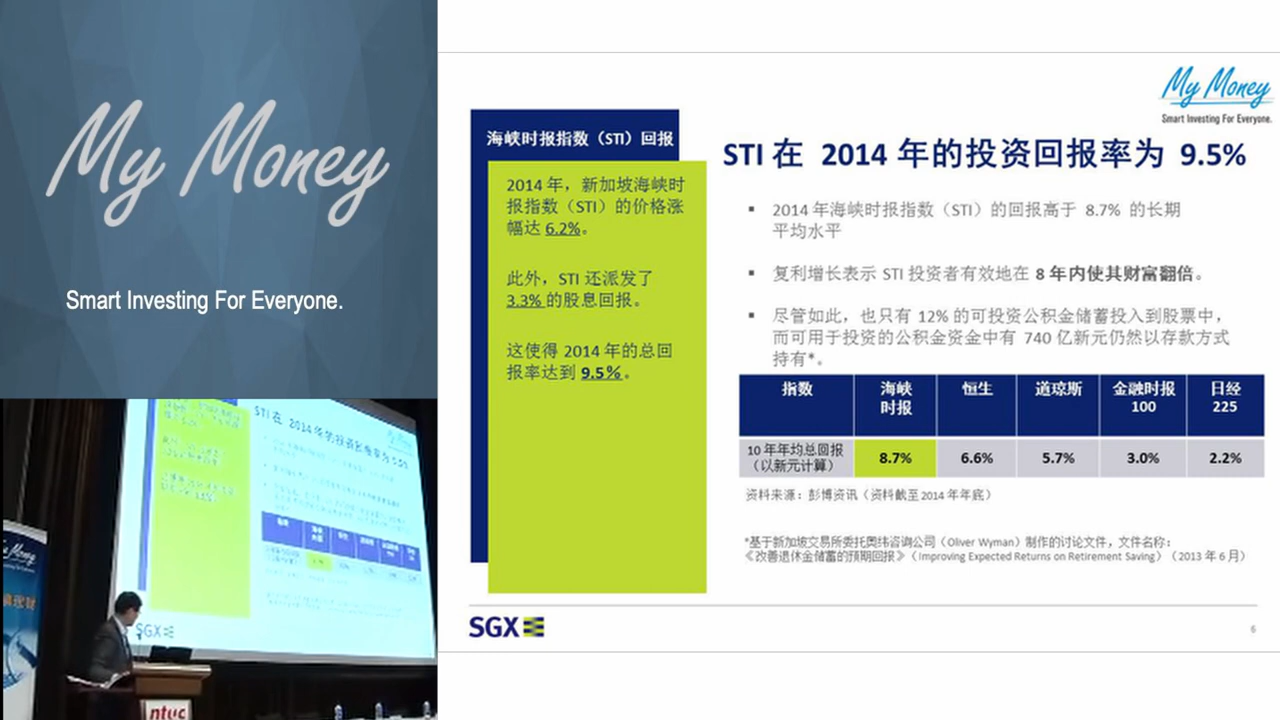 My Money
Smart Investing For Everyone.
My Money
Smart Investing For Everyone.
海峡时报指数（STI）回报
2014 年，新加坡海峡时
报指数（STI）的价格涨
幅达 6.2%。
此外，STI 还派发了
3.3% 的股息回报。
这使得 2014 年的总回
报率达到 9.5%。
STI 在 2014 年的投资回报率为 9.5%
▪ 2014 年海峡时报指数（STI）的回报高于 8.7% 的长期
平均水平
▪ 复利增长表示 STI 投资者有效地在 8 年内使其财富翻倍。
▪ 尽管如此，也只有 12% 的可投资公积金储蓄投入到股票中，
而可用于投资的公积金资金中有 740 亿新元仍然以存款方式
持有*。
指数 海峡时报 恒生 道琼斯 金融时报 100 日经 225
10 年年均总回报（以新元计算） 8.7% 6.6% 5.7% 3.0% 2.2%
资料来源：彭博资讯（资料截至 2014 年年底）
*基于新加坡交易所委托奥纬咨询公司（Oliver Wyman）制作的讨论文件，文件名称：
《改善退休金储蓄的预期回报》（Improving Expected Returns on Retirement Saving）（2013 年 6 月）
SGX
6
STI 在 2014 年的投资回报率为 9.5%
SGX
ntuc